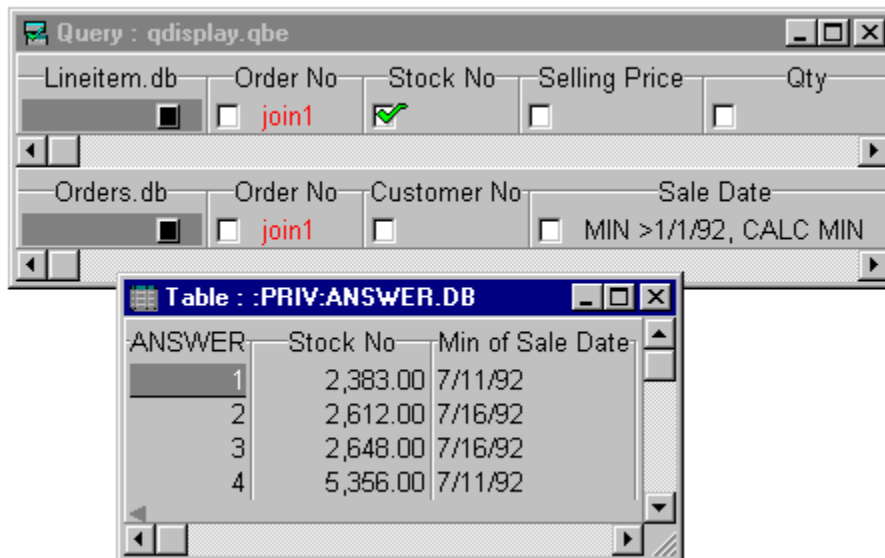 Query : qdisplay.qbe
Lineitem.db Order No Stock No Selling Price Qty
join1
Orders.db Order No Customer No Sale Date
join1 MIN >1/1/92, CALC MIN
Table : :PRIV:ANSWER.DB
ANSWER Stock No Min of Sale Date
1 2,383.00 7/11/92
2 2,612.00 7/16/92
3 2,648.00 7/16/92
4 5,356.00 7/11/92